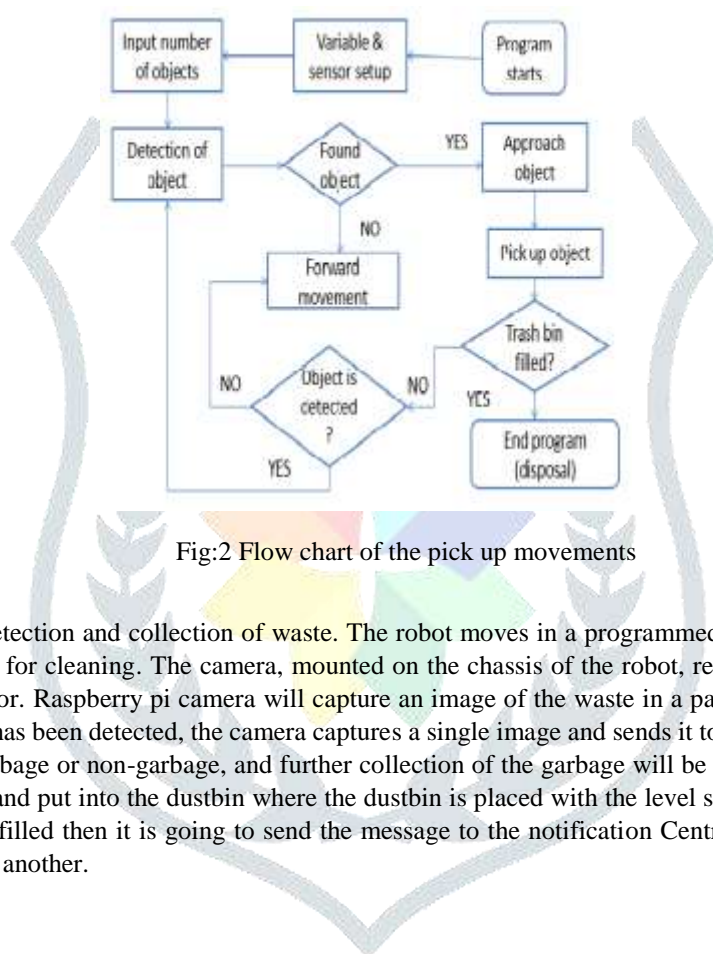 Input number
of objects
Variable &
sensor setup
Program
starts
Detection of
object
Found
object
YES
Approach
object
NO
Forward
movement
Pick up object
Trash bin
filled?
NO
Object is
detected
?
NO
YES
YES
End program
(disposal)
Fig:2 Flow chart of the pick up movements
etection and collection of waste. The robot moves in a programmed
for cleaning. The camera, mounted on the chassis of the robot, re
or. Raspberry pi camera will capture an image of the waste in a pa
has been detected, the camera captures a single image and sends it to
bage or non-garbage, and further collection of the garbage will be
and put into the dustbin where the dustbin is placed with the level s
filled then it is going to send the message to the notification Centr
another.